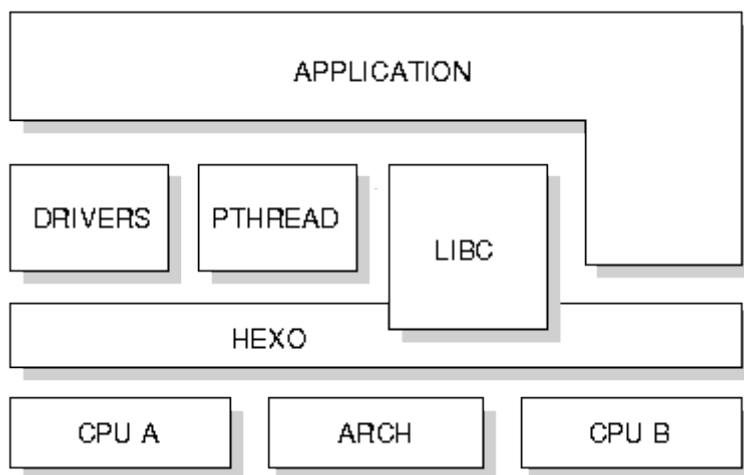 APPLICATION
DRIVERS
PTHREAD
LIBC
HEXO
CPU A
ARCH
CPU B